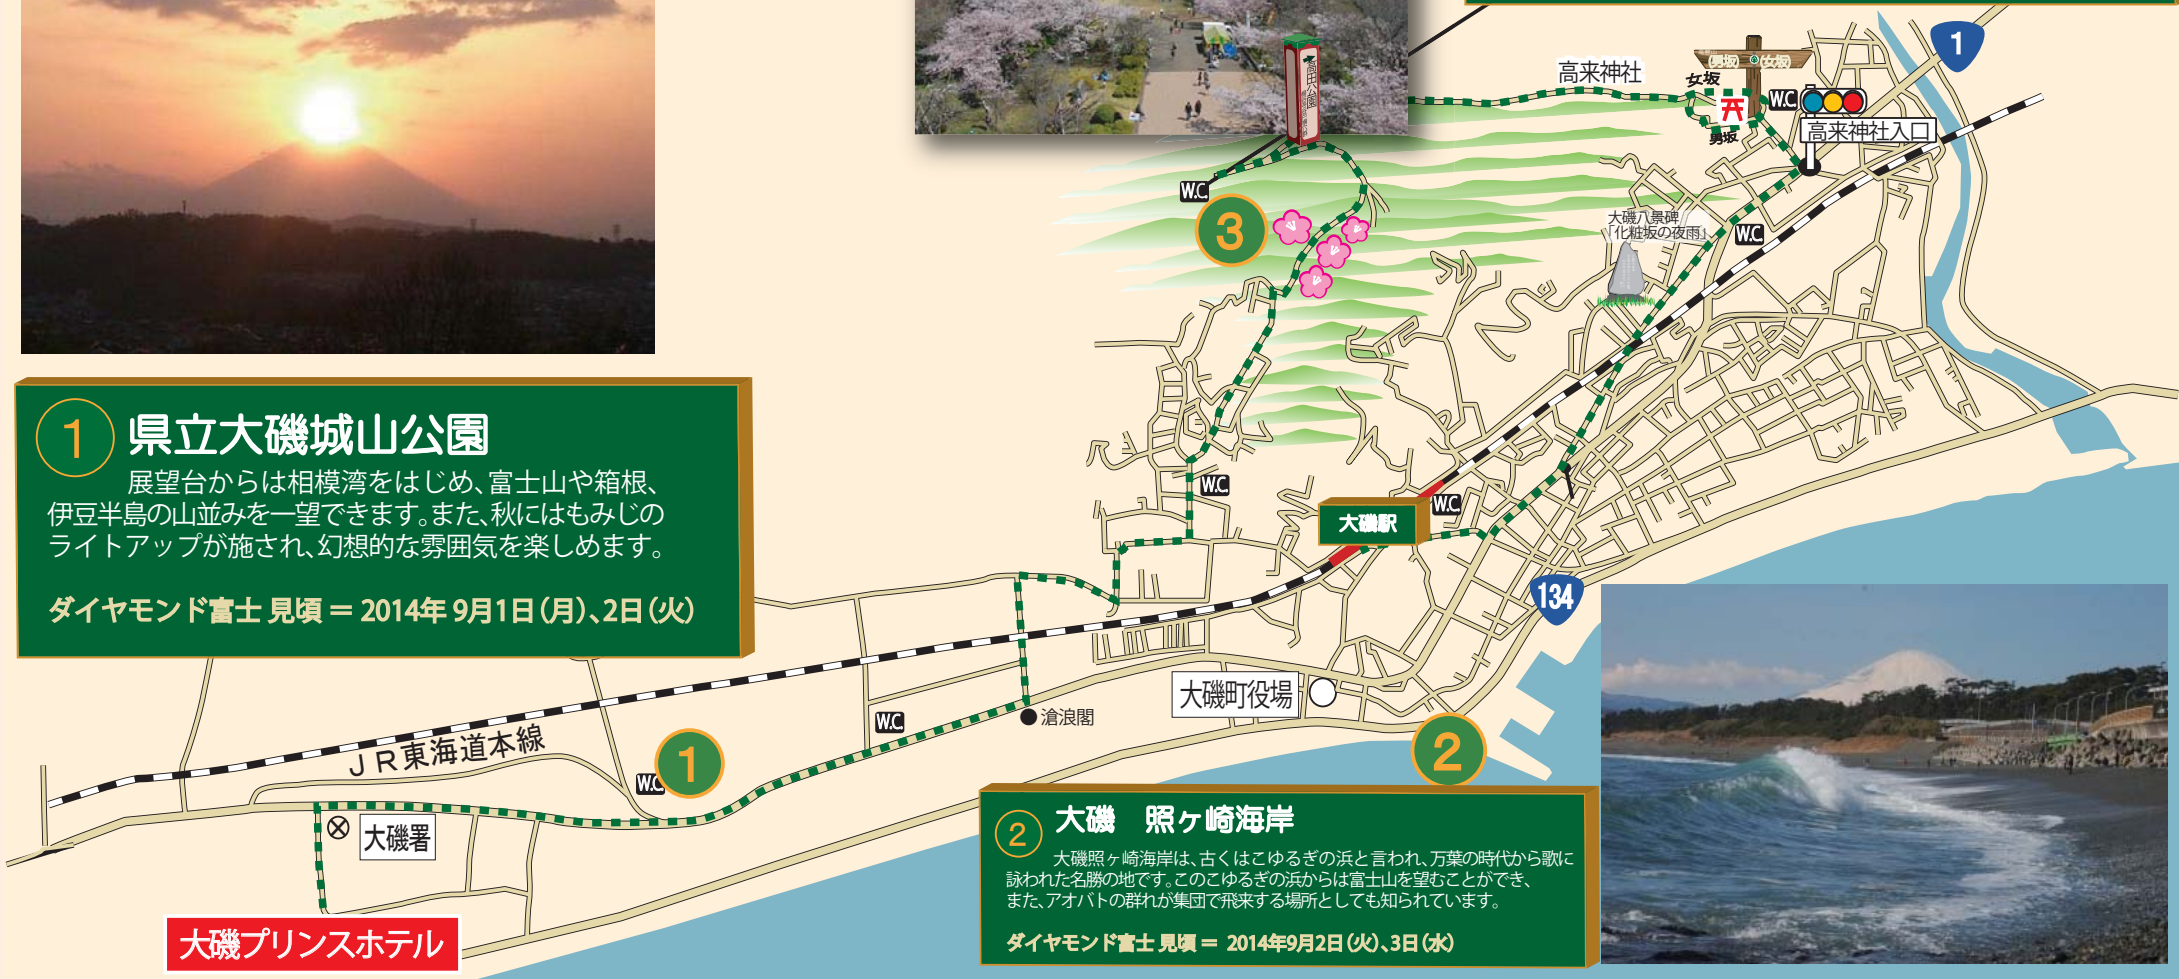 1
高来神社
(男坂)
(女坂)
女坂
男坂
W.C.
高来神社入口
高田公園
W.C.
3
大磯八景碑
「化粧坂の夜雨」
W.C.
1 県立大磯城山公園
展望台からは相模湾をはじめ、富士山や箱根、
伊豆半島の山並みを一望できます。また、秋にはもみじの
ライトアップが施され、幻想的な雰囲気を楽しめます。
ダイヤモンド富士 見頃 = 2014年 9月1日(月)、2日(火)
W.C.
W.C.
大磯駅
134
大磯町役場
滄浪閣
W.C.
JR東海道本線
W.C.
1
2
大磯署
大磯プリンスホテル
2 大磯 照ヶ崎海岸
大磯照ヶ崎海岸は、古くはこゆるぎの浜と言われ、万葉の時代から歌に
詠われた名勝の地です。このこゆるぎの浜からは富士山を望むことができ、
また、アオバトの群れが集団で飛来する場所としても知られています。
ダイヤモンド富士 見頃 = 2014年9月2日(火)、3日(水)